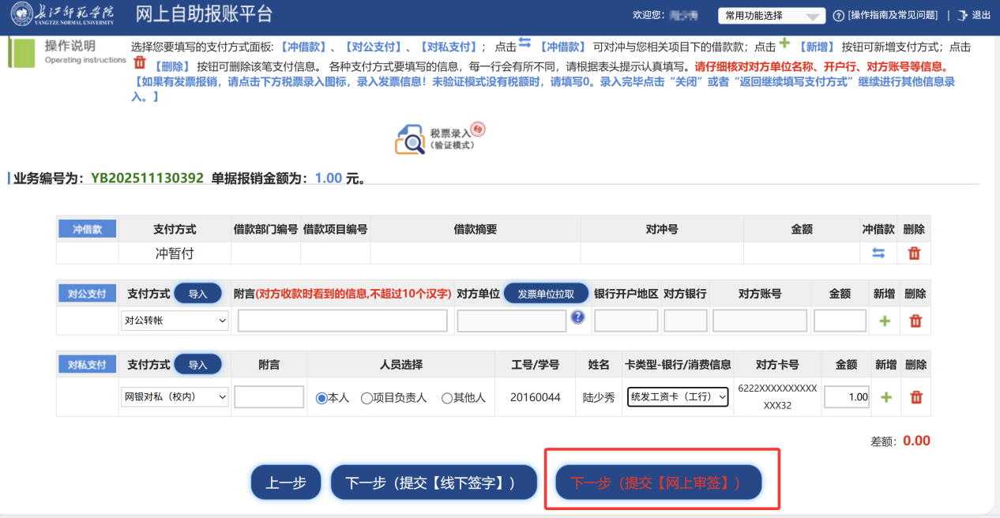 长江师范学院
YANGTZE NORMAL UNIVERSITY
网上自助报账平台
欢迎您：
常用功能选择
[操作指南及常见问题] | 退出
操作说明
Operating instructions
选择您要填写的支付方式面板:【冲借款】、【对公支付】、【对私支付】； 点击 【冲借款】 可对冲与您相关项目下的借款款；点击 【新增】 按钮可新增支付方式；点击
【删除】 按钮可删除该笔支付信息。 各种支付方式要填写的信息，每一行会有所不同，请根据表头提示认真填写。请仔细核对对方单位名称、开户行、对方账号等信息。
【如果有发票报销，请点击下方税票录入图标，录入发票信息！未验证模式没有税额时，请填写0。录入完毕点击“关闭”或者“返回继续填写支付方式”继续进行其他信息录
入。】
税票录入
（验证模式）
业务编号为： YB202511130392 单据报销金额为： 1.00 元。
冲借款 支付方式 借款部门编号 借款项目编号 借款摘要 对冲号 金额 冲借款 删除
冲暂付
对公支付 支付方式 导入 附言(对方收款时看到的信息,不超过10个汉字) 对方单位 发票单位拉取 银行开户地区 对方银行 对方账号 金额 新增 删除
对公转帐
对私支付 支付方式 导入 附言 人员选择 工号/学号 姓名 卡类型-银行/消费信息 对方卡号 金额 新增 删除
网银对私（校内） 本人 项目负责人 其他人 20160044 陆少秀 统发工资卡（工行） 6222XXXXXXXXXX
XXX32 1.00
差额： 0.00
上一步 下一步（提交【线下签字】） 下一步（提交【网上审签】）